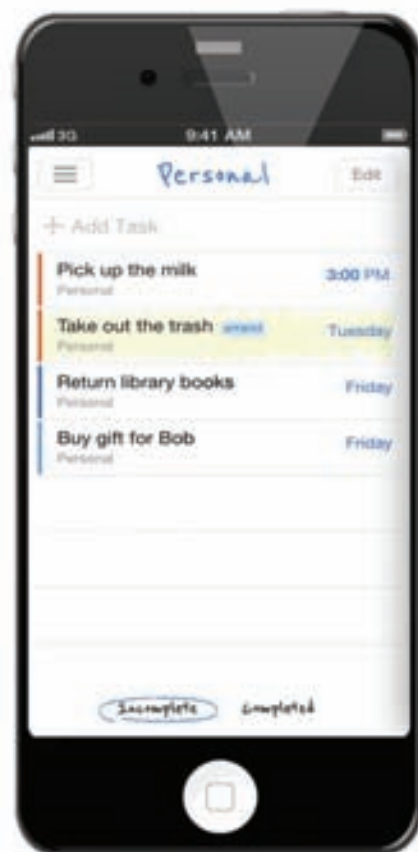 3G 9:41 AM
Personal Edit
+ Add Task
Pick up the milk 3:00 PM
Personal
Take out the trash Tuesday
Personal
Return library books Friday
Personal
Buy gift for Bob Friday
Personal
Incomplete Completed